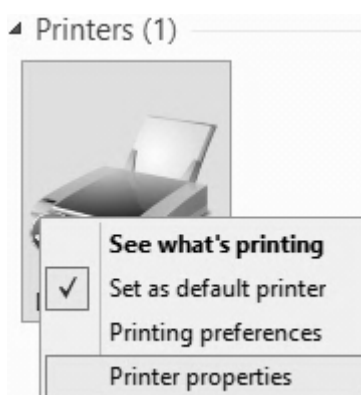 Printers (1)
See what's printing
Set as default printer
Printing preferences
Printer properties